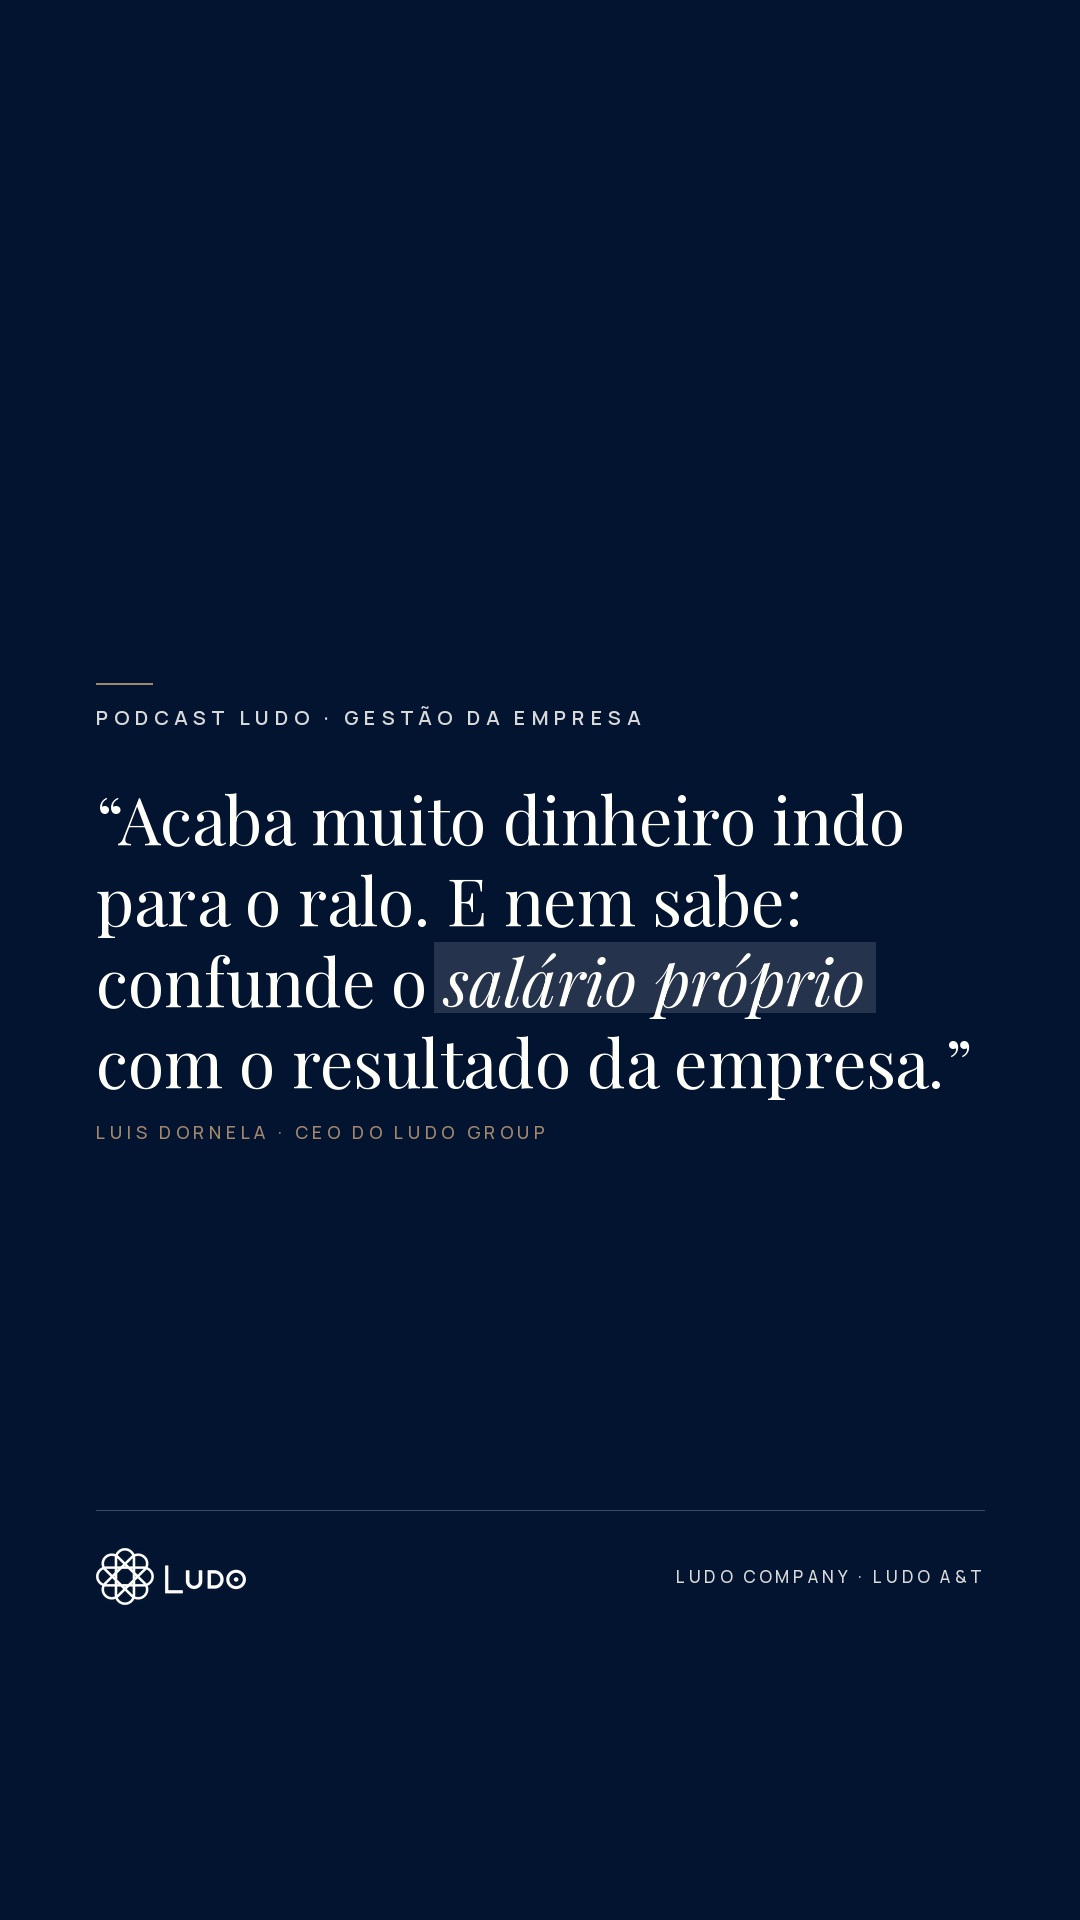 PODCAST LUDO · GESTÃO DA EMPRESA
“Acaba muito dinheiro indo
para o ralo. E nem sabe:
confunde o salário próprio
com o resultado da empresa.”
LUIS DORNELA · CEO DO LUDO GROUP
LUDO
LUDO COMPANY · LUDO A&T